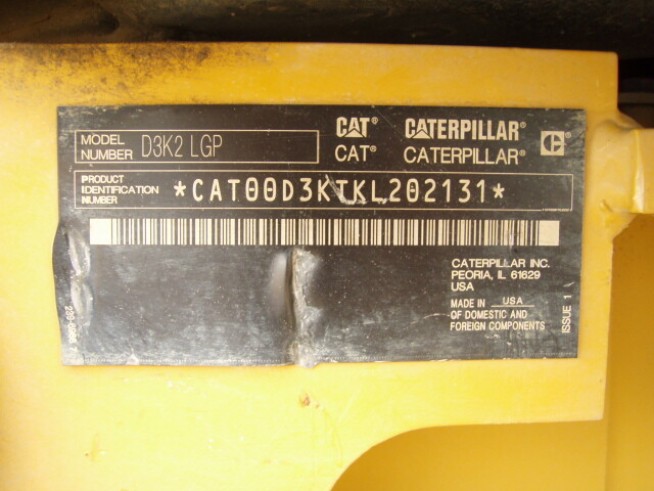 MODEL
NUMBER D3K2 LGP
CAT® CATERPILLAR®
CAT® CATERPILLAR®
C
PRODUCT
IDENTIFICATION
NUMBER
*CAT00D3KTKL202131*
CATERPILLAR INC.
PEORIA, IL 61629
USA
MADE IN USA
OF DOMESTIC AND
FOREIGN COMPONENTS
ISSUE 1